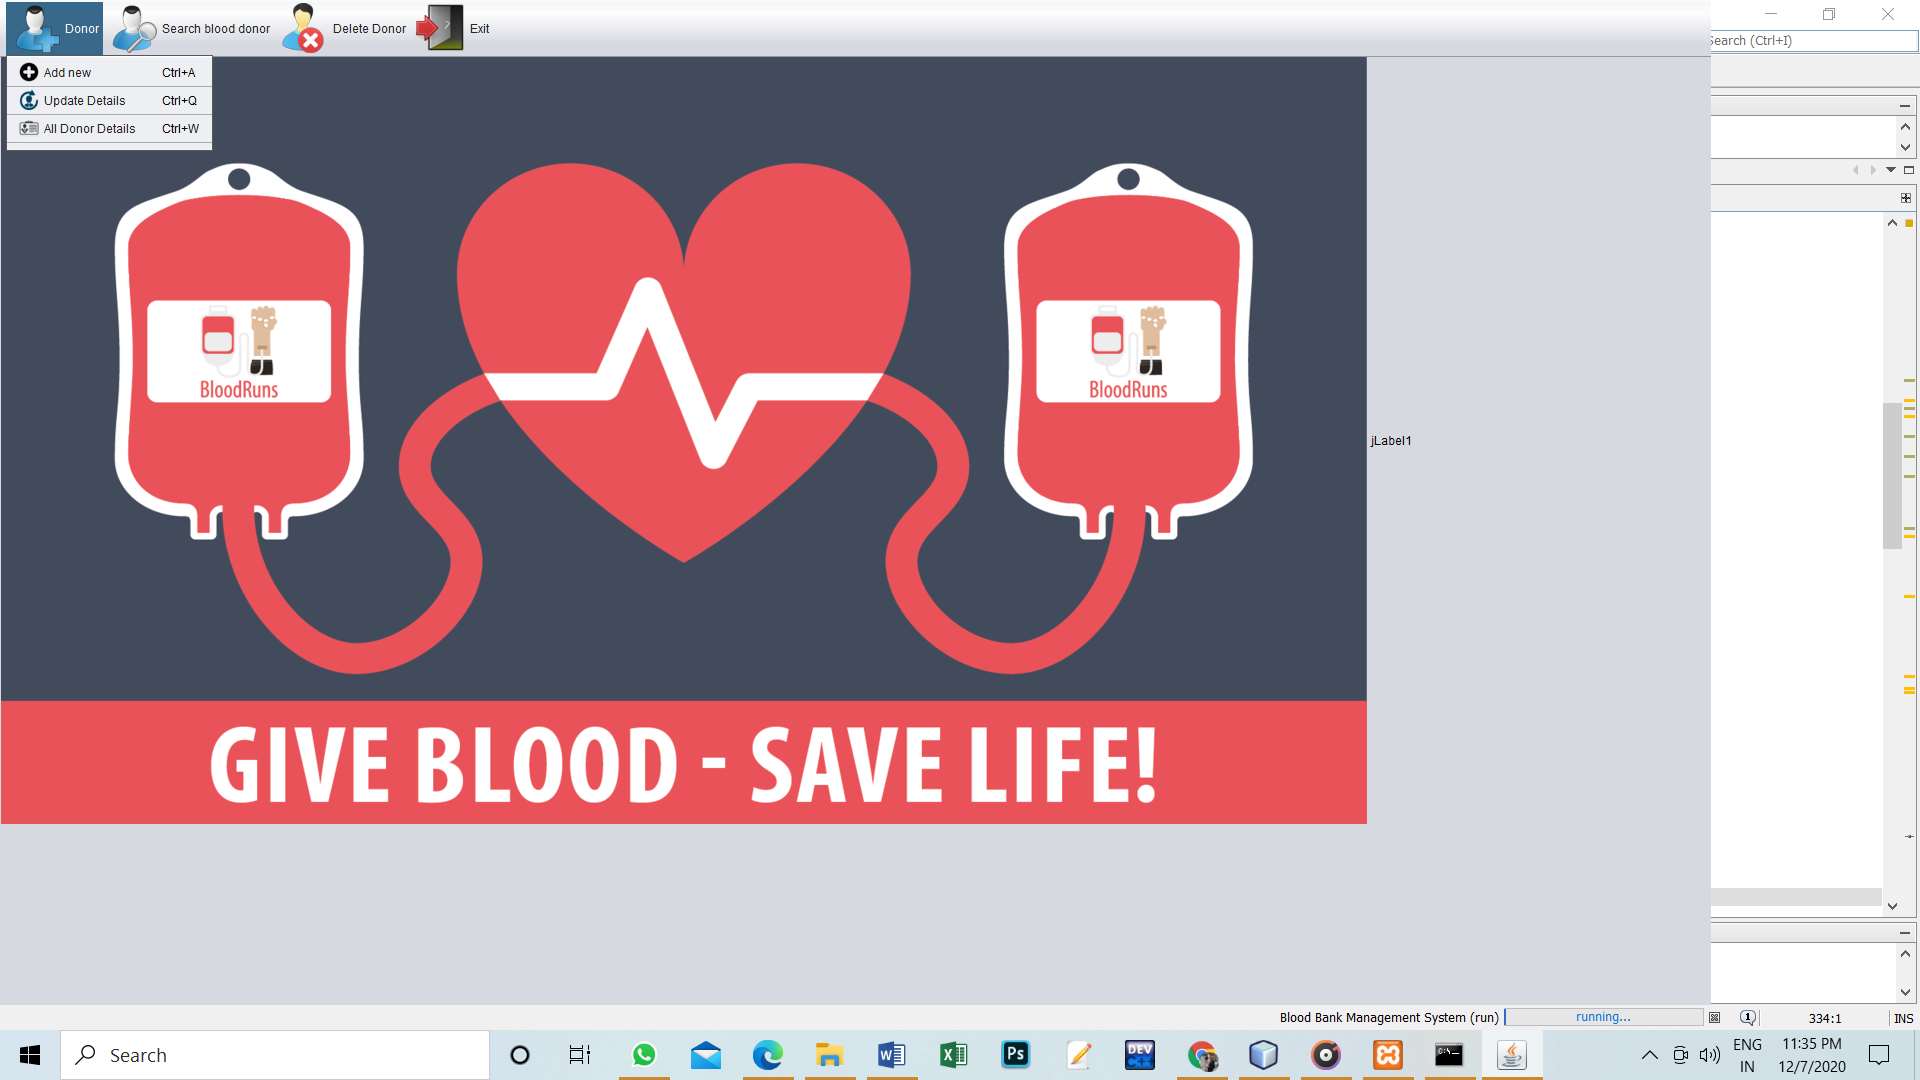 Donor
Search blood donor
Delete Donor
Exit
Search (Ctrl+I)
Add new Ctrl+A
Update Details Ctrl+Q
All Donor Details Ctrl+W
BloodRuns
BloodRuns
jLabel1
GIVE BLOOD - SAVE LIFE!
Blood Bank Management System (run)
running...
334:1
INS
Search
Ps
DEV
C++
ENG
IN
11:35 PM
12/7/2020